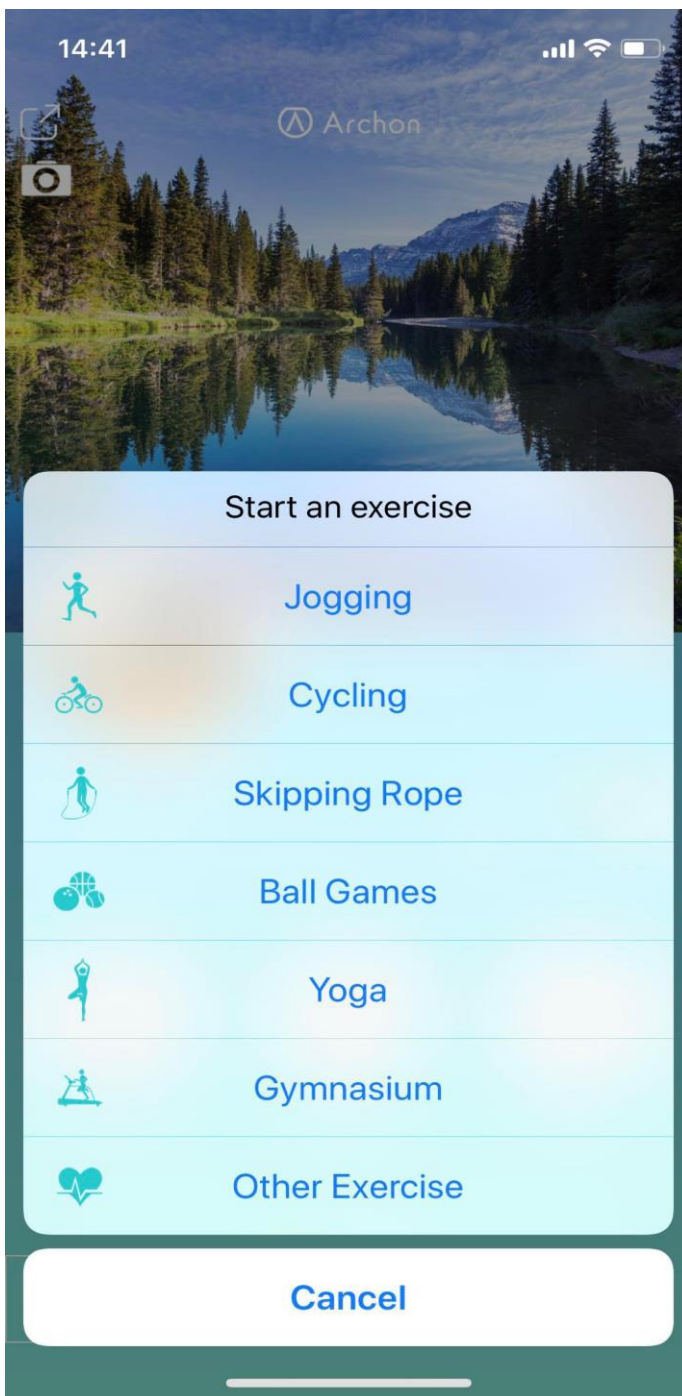 14:41
Archon
Start an exercise
Jogging
Cycling
Skipping Rope
Ball Games
Yoga
Gymnasium
Other Exercise
Cancel